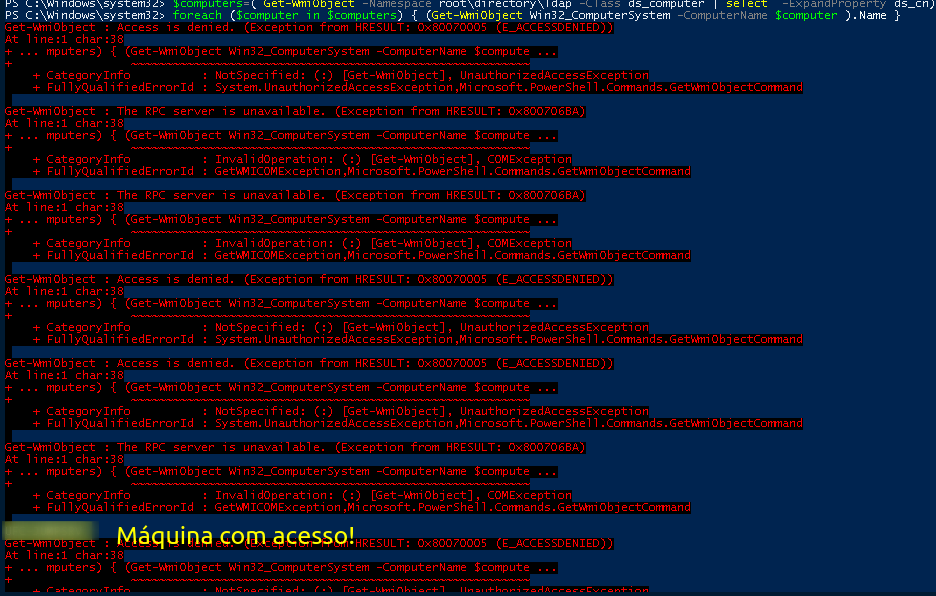 PS C:\Windows\system32> $computers=( Get-WmiObject -Namespace root\directory\ldap -Class ds_computer | select -ExpandProperty ds_cn)
PS C:\Windows\system32> foreach ($computer in $computers) { (Get-WmiObject Win32_ComputerSystem -ComputerName $computer ).Name }
Get-WmiObject : Access is denied. (Exception from HRESULT: 0x80070005 (E_ACCESSDENIED))
At line:1 char:38
+ ... mputers) { (Get-WmiObject Win32_ComputerSystem -ComputerName $compute ...
+                ~~~~~~~~~~~~~~~~~~~~~~~~~~~~~~~~~~~~~~~~~~~~~~~~~~~
    + CategoryInfo          : NotSpecified: (:) [Get-WmiObject], UnauthorizedAccessException
    + FullyQualifiedErrorId : System.UnauthorizedAccessException,Microsoft.PowerShell.Commands.GetWmiObjectCommand
Get-WmiObject : The RPC server is unavailable. (Exception from HRESULT: 0x800706BA)
At line:1 char:38
+ ... mputers) { (Get-WmiObject Win32_ComputerSystem -ComputerName $compute ...
+                ~~~~~~~~~~~~~~~~~~~~~~~~~~~~~~~~~~~~~~~~~~~~~~~~~~~
    + CategoryInfo          : InvalidOperation: (:) [Get-WmiObject], COMException
    + FullyQualifiedErrorId : GetWMICOMException,Microsoft.PowerShell.Commands.GetWmiObjectCommand
Get-WmiObject : The RPC server is unavailable. (Exception from HRESULT: 0x800706BA)
At line:1 char:38
+ ... mputers) { (Get-WmiObject Win32_ComputerSystem -ComputerName $compute ...
+                ~~~~~~~~~~~~~~~~~~~~~~~~~~~~~~~~~~~~~~~~~~~~~~~~~~~
    + CategoryInfo          : InvalidOperation: (:) [Get-WmiObject], COMException
    + FullyQualifiedErrorId : GetWMICOMException,Microsoft.PowerShell.Commands.GetWmiObjectCommand
Get-WmiObject : Access is denied. (Exception from HRESULT: 0x80070005 (E_ACCESSDENIED))
At line:1 char:38
+ ... mputers) { (Get-WmiObject Win32_ComputerSystem -ComputerName $compute ...
+                ~~~~~~~~~~~~~~~~~~~~~~~~~~~~~~~~~~~~~~~~~~~~~~~~~~~
    + CategoryInfo          : NotSpecified: (:) [Get-WmiObject], UnauthorizedAccessException
    + FullyQualifiedErrorId : System.UnauthorizedAccessException,Microsoft.PowerShell.Commands.GetWmiObjectCommand
Get-WmiObject : Access is denied. (Exception from HRESULT: 0x80070005 (E_ACCESSDENIED))
At line:1 char:38
+ ... mputers) { (Get-WmiObject Win32_ComputerSystem -ComputerName $compute ...
+                ~~~~~~~~~~~~~~~~~~~~~~~~~~~~~~~~~~~~~~~~~~~~~~~~~~~
    + CategoryInfo          : NotSpecified: (:) [Get-WmiObject], UnauthorizedAccessException
    + FullyQualifiedErrorId : System.UnauthorizedAccessException,Microsoft.PowerShell.Commands.GetWmiObjectCommand
Get-WmiObject : The RPC server is unavailable. (Exception from HRESULT: 0x800706BA)
At line:1 char:38
+ ... mputers) { (Get-WmiObject Win32_ComputerSystem -ComputerName $compute ...
+                ~~~~~~~~~~~~~~~~~~~~~~~~~~~~~~~~~~~~~~~~~~~~~~~~~~~
    + CategoryInfo          : InvalidOperation: (:) [Get-WmiObject], COMException
    + FullyQualifiedErrorId : GetWMICOMException,Microsoft.PowerShell.Commands.GetWmiObjectCommand
Máquina com acesso!
Get-WmiObject : Access is denied. (Exception from HRESULT: 0x80070005 (E_ACCESSDENIED))
At line:1 char:38
+ ... mputers) { (Get-WmiObject Win32_ComputerSystem -ComputerName $compute ...
+                ~~~~~~~~~~~~~~~~~~~~~~~~~~~~~~~~~~~~~~~~~~~~~~~~~~~
    + CategoryInfo          : NotSpecified: (:) [Get-WmiObject], UnauthorizedAccessException